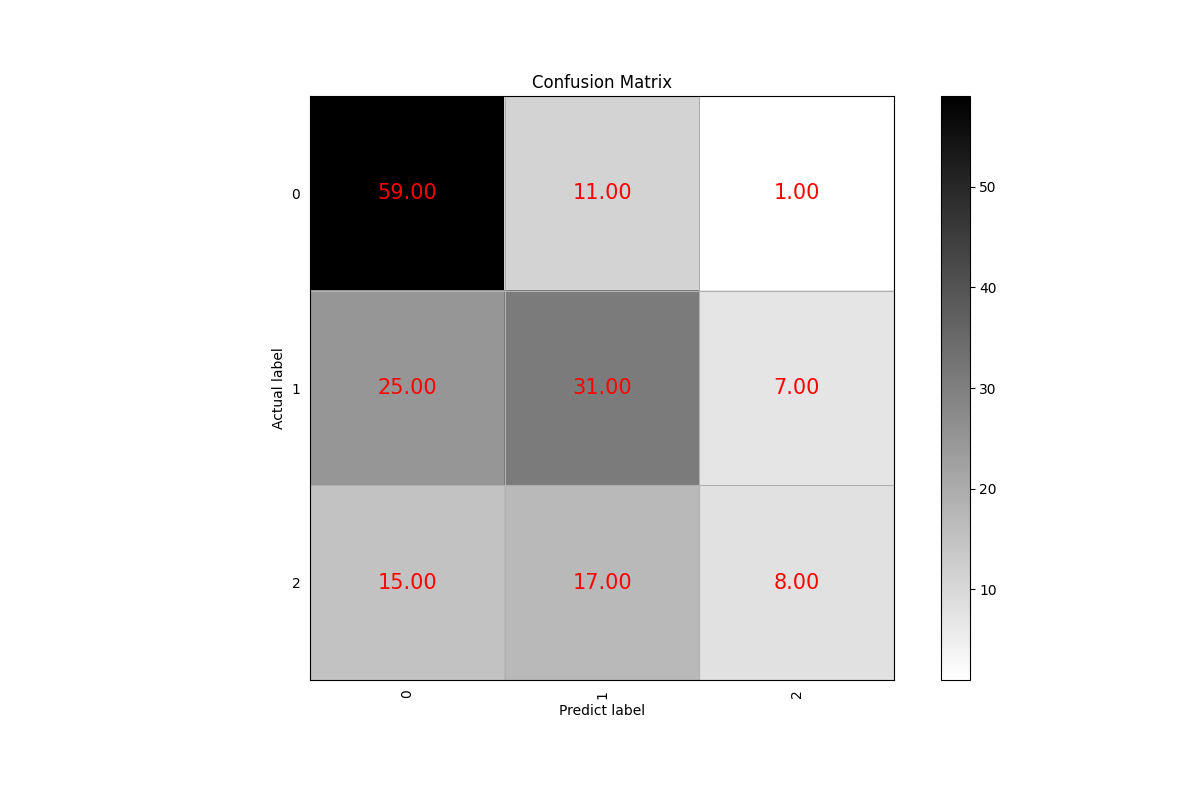 Confusion Matrix
0 59.00 11.00 1.00
1 25.00 31.00 7.00
2 15.00 17.00 8.00
Actual label
0 1 2
Predict label
50
40
30
20
10